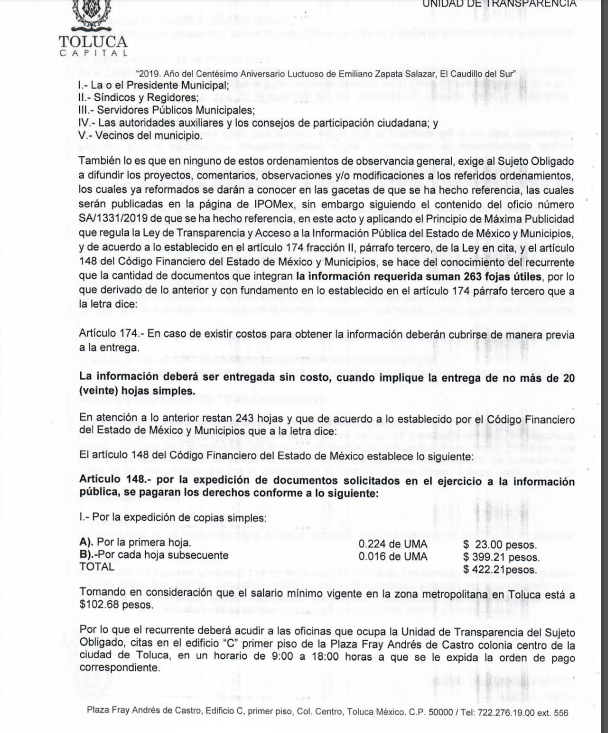 UNIDAD DE TRANSPARENCIA
TOLUCA
CAPITAL
"2019. Año del Centésimo Aniversario Luctuoso de Emiliano Zapata Salazar, El Caudillo del Sur"
I.- La o el Presidente Municipal;
II.- Síndicos y Regidores;
III.- Servidores Públicos Municipales;
IV.- Las autoridades auxiliares y los consejos de participación ciudadana; y
V.- Vecinos del municipio.
También lo es que en ninguno de estos ordenamientos de observancia general, exige al Sujeto Obligado
a difundir los proyectos, comentarios, observaciones y/o modificaciones a los referidos ordenamientos,
los cuales ya reformados se darán a conocer en las gacetas de que se ha hecho referencia, las cuales
serán publicadas en la página de IPOMex, sin embargo siguiendo el contenido del oficio número
SA/1331/2019 de que se ha hecho referencia, en este acto y aplicando el Principio de Máxima Publicidad
que regula la Ley de Transparencia y Acceso a la Información Pública del Estado de México y Municipios,
y de acuerdo a lo establecido en el artículo 174 fracción II, párrafo tercero, de la Ley en cita, y el artículo
148 del Código Financiero del Estado de México y Municipios, se hace del conocimiento del recurrente
que la cantidad de documentos que integran la información requerida suman 263 fojas útiles, por lo
que derivado de lo anterior y con fundamento en lo establecido en el artículo 174 párrafo tercero que a
la letra dice:
Artículo 174.- En caso de existir costos para obtener la información deberán cubrirse de manera previa
a la entrega.
La información deberá ser entregada sin costo, cuando implique la entrega de no más de 20
(veinte) hojas simples.
En atención a lo anterior restan 243 hojas y que de acuerdo a lo establecido por el Código Financiero
del Estado de México y Municipios que a la letra dice:
El artículo 148 del Código Financiero del Estado de México establece lo siguiente:
Artículo 148.- por la expedición de documentos solicitados en el ejercicio a la información
pública, se pagaran los derechos conforme a lo siguiente:
I.- Por la expedición de copias simples:
A). Por la primera hoja. 0.224 de UMA $ 23.00 pesos.
B).-Por cada hoja subsecuente 0.016 de UMA $ 399.21 pesos.
TOTAL $ 422.21pesos.
Tomando en consideración que el salario mínimo vigente en la zona metropolitana en Toluca está a
$102.68 pesos.
Por lo que el recurrente deberá acudir a las oficinas que ocupa la Unidad de Transparencia del Sujeto
Obligado, citas en el edificio "C" primer piso de la Plaza Fray Andrés de Castro colonia centro de la
ciudad de Toluca, en un horario de 9:00 a 18:00 horas a que se le expida la orden de pago
correspondiente.
Plaza Fray Andrés de Castro, Edificio C, primer piso, Col. Centro, Toluca México. C.P. 50000 / Tel: 722.276.19.00 ext. 556